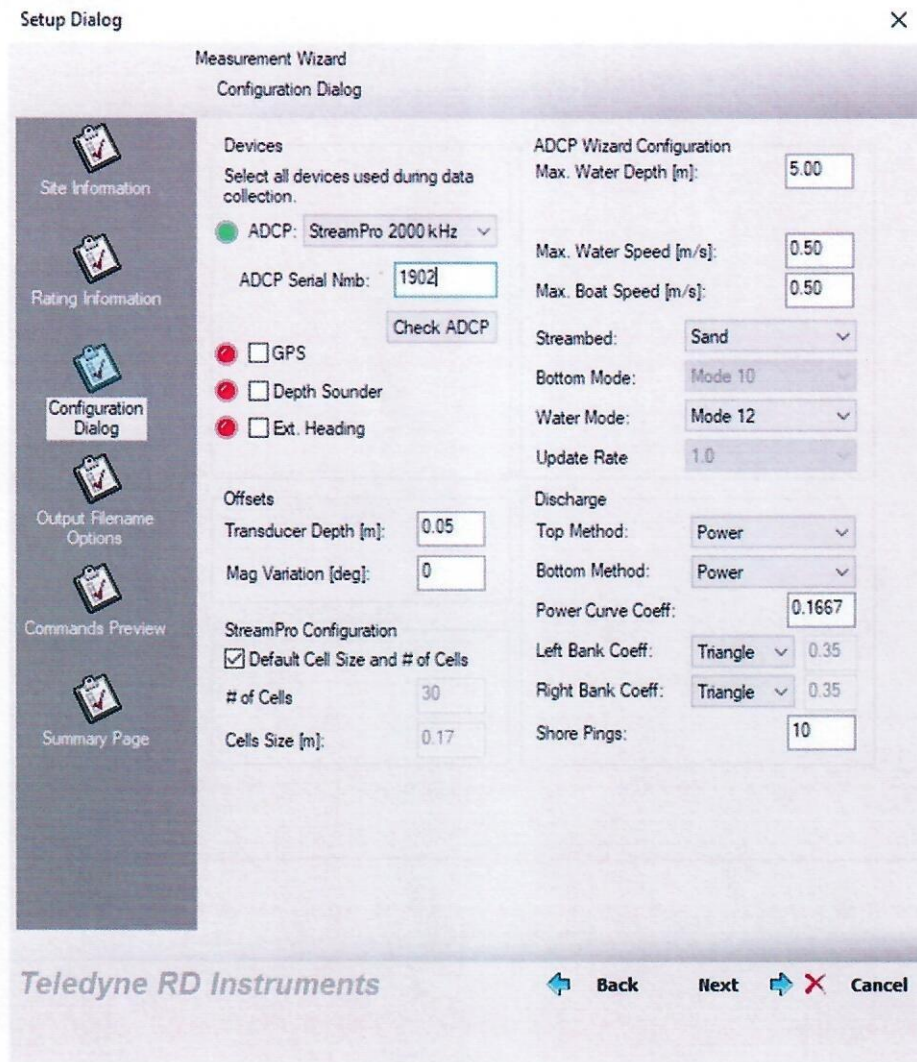 Setup Dialog
Measurement Wizard
Configuration Dialog
Site Information
Rating Information
Configuration
Dialog
Output Filename
Options
Commands Preview
Summary Page
Devices
Select all devices used during data
collection.
ADCP: StreamPro 2000 kHz
ADCP Serial Nmb: 1902
Check ADCP
GPS
Depth Sounder
Ext. Heading
Offsets
Transducer Depth [m]: 0.05
Mag Variation [deg]: 0
StreamPro Configuration
Default Cell Size and # of Cells
# of Cells 30
Cells Size [m]: 0.17
ADCP Wizard Configuration
Max. Water Depth [m]: 5.00
Max. Water Speed [m/s]: 0.50
Max. Boat Speed [m/s]: 0.50
Streambed: Sand
Bottom Mode: Mode 10
Water Mode: Mode 12
Update Rate 1.0
Discharge
Top Method: Power
Bottom Method: Power
Power Curve Coeff: 0.1667
Left Bank Coeff: Triangle 0.35
Right Bank Coeff: Triangle 0.35
Shore Pings: 10
Teledyne RD Instruments
Back Next Cancel